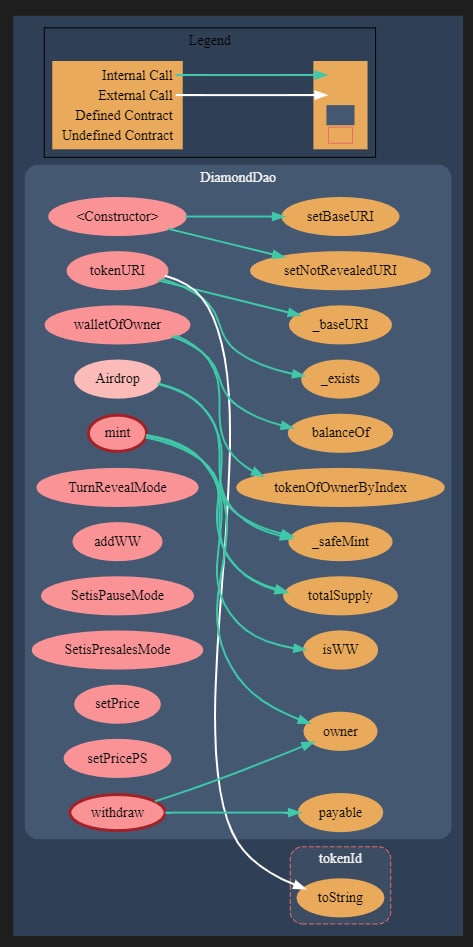 Legend
Internal Call
External Call
Defined Contract
Undefined Contract
DiamondDao
<Constructor>
setBaseURI
tokenURI
setNotRevealedURI
walletOfOwner
_baseURI
Airdrop
_exists
mint
balanceOf
TurnRevealMode
tokenOfOwnerByIndex
addWW
_safeMint
SetisPauseMode
totalSupply
SetisPresalesMode
isWW
setPrice
owner
setPricePS
withdraw
payable
tokenId
toString